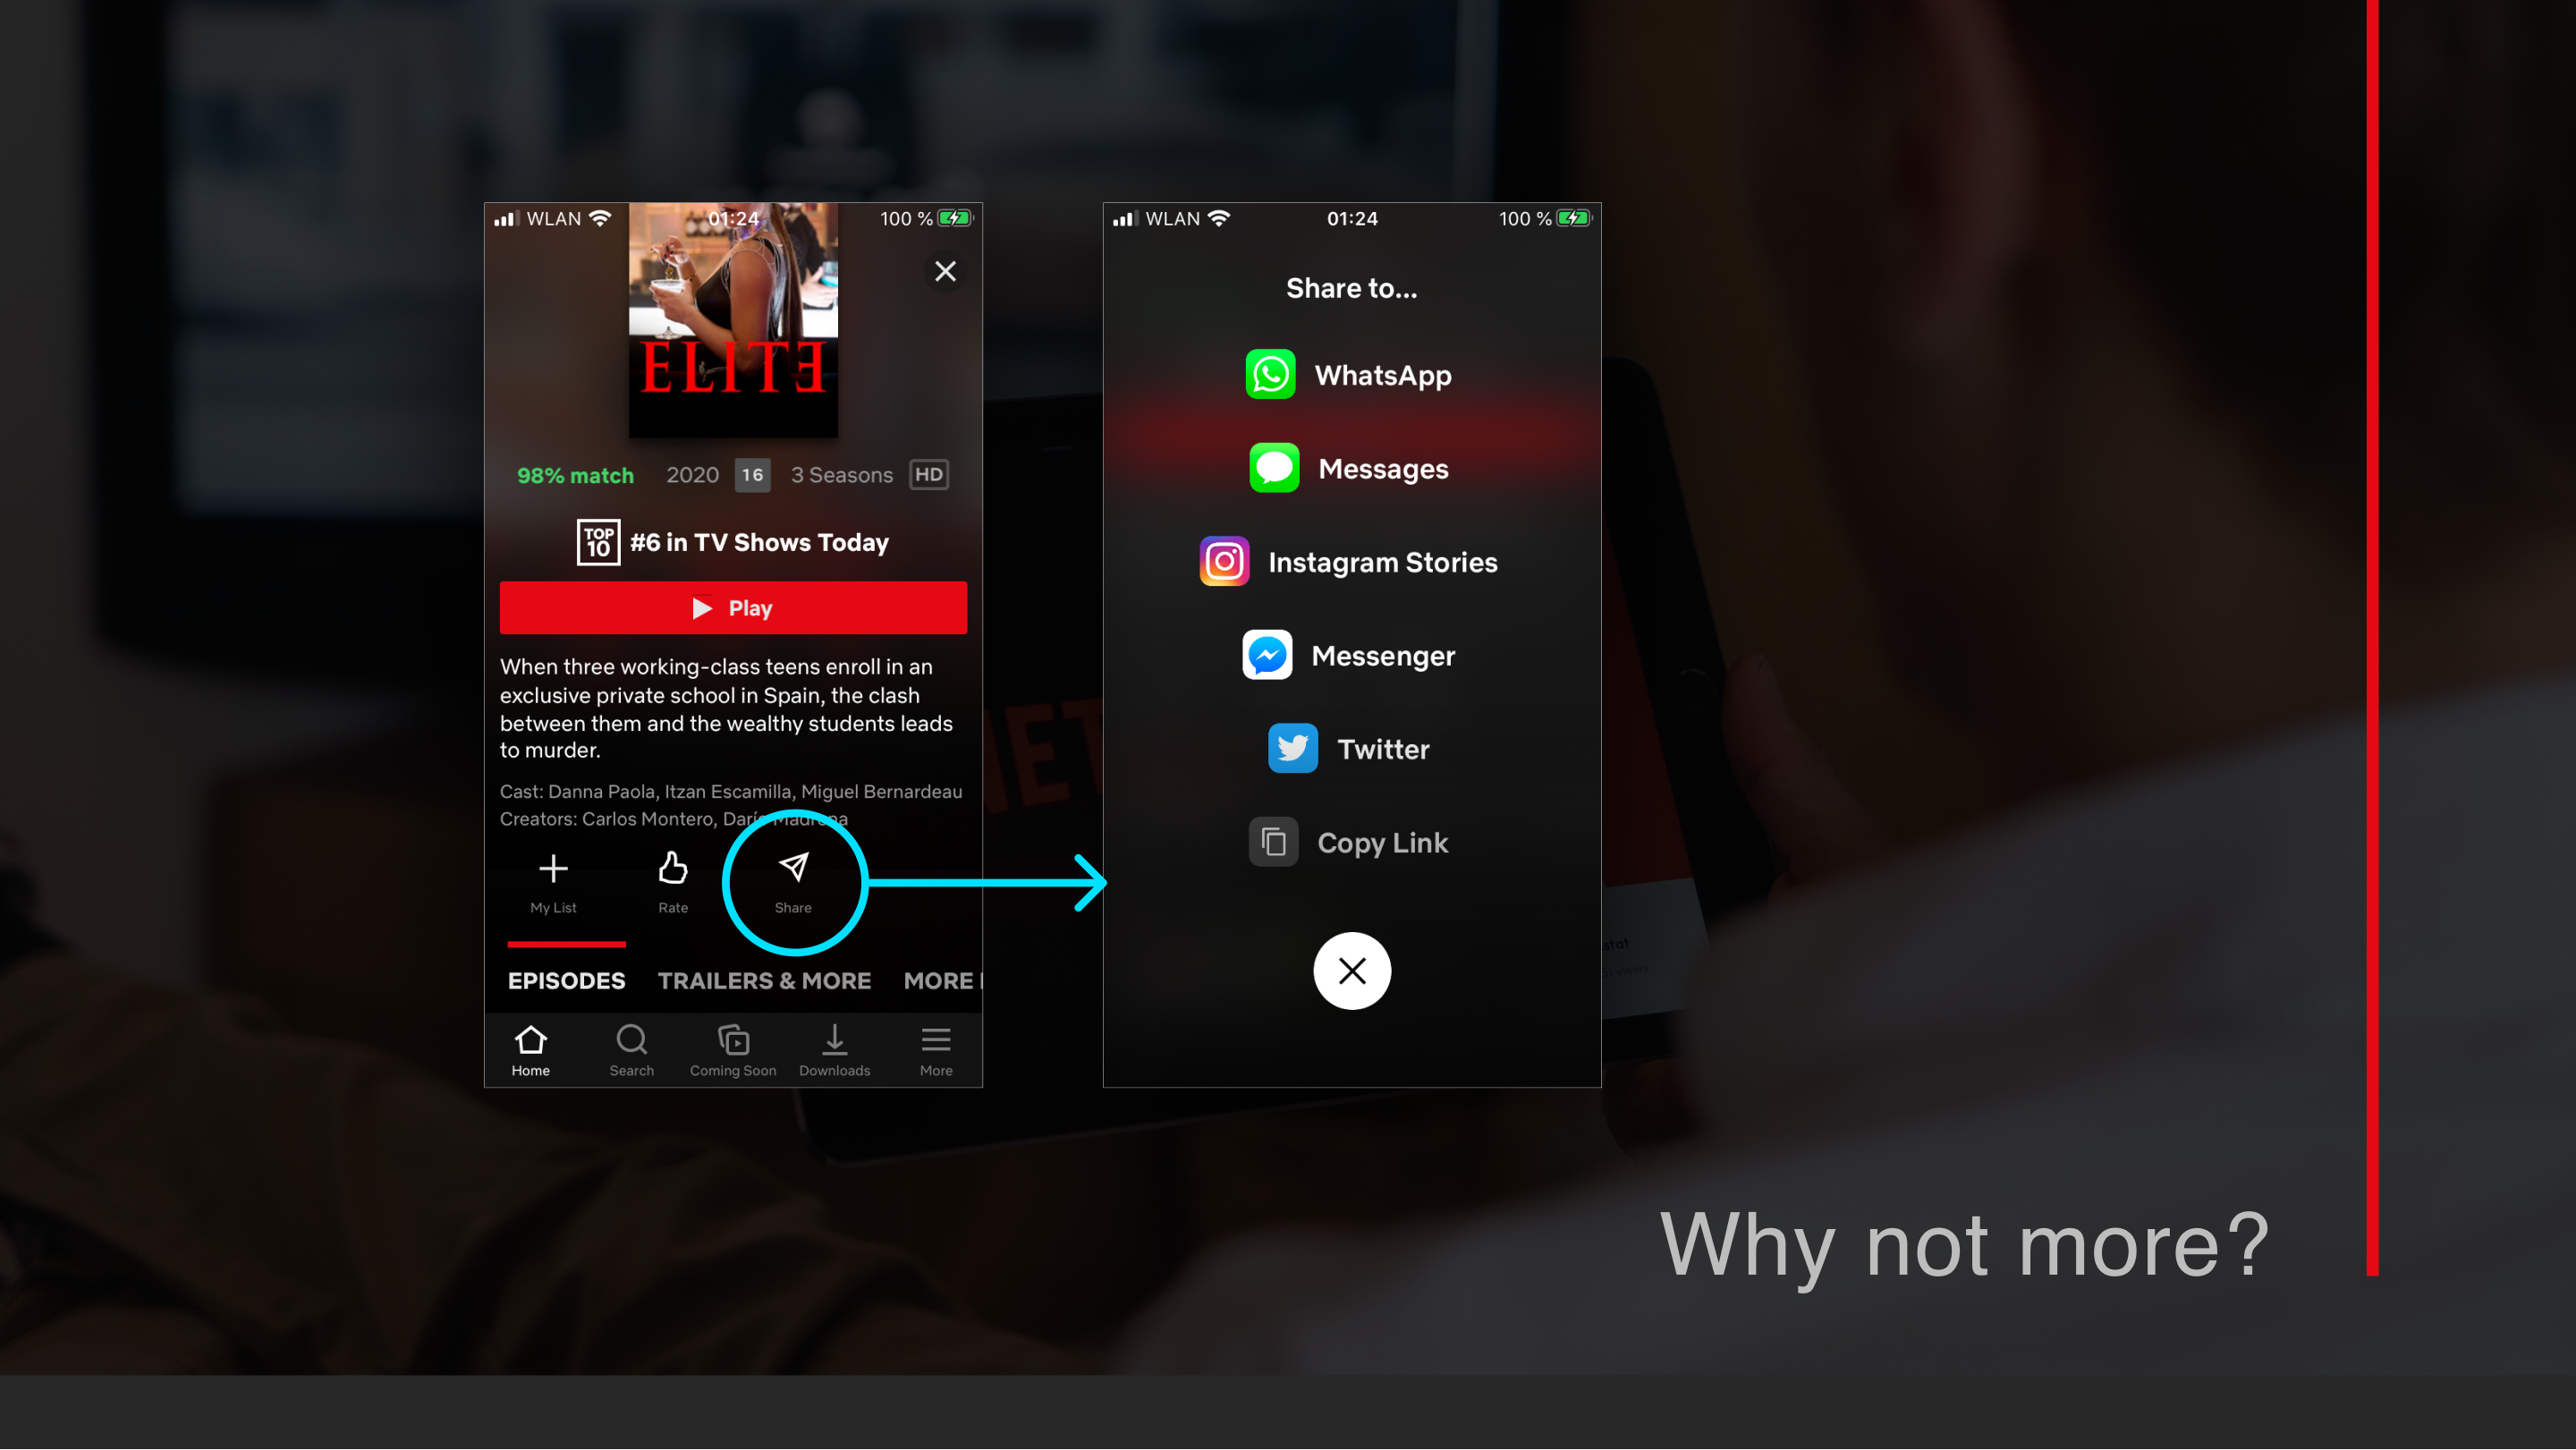 WLAN 01:24 100 %
ELITE
98% match 2020 16 3 Seasons HD
TOP 10 #6 in TV Shows Today
Play
When three working-class teens enroll in an
exclusive private school in Spain, the clash
between them and the wealthy students leads
to murder.
Cast: Danna Paola, Itzan Escamilla, Miguel Bernardeau
Creators: Carlos Montero, Darío Madrona
My List Rate Share
EPISODES TRAILERS & MORE MORE
Home Search Coming Soon Downloads More
WLAN 01:24 100 %
Share to...
WhatsApp
Messages
Instagram Stories
Messenger
Twitter
Copy Link
NET
views
Why not more?